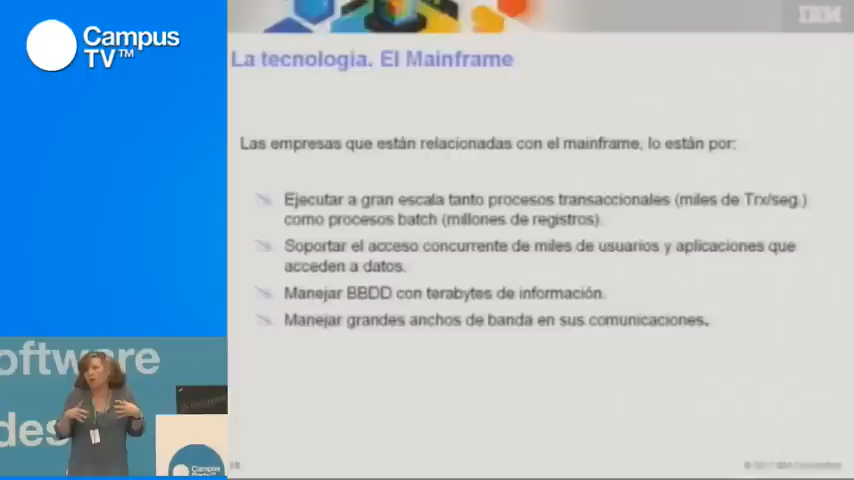 Campus
TV™
IBM
La tecnologia. El Mainframe
Las empresas que están relacionadas con el mainframe, lo están por:
Ejecutar a gran escala tanto procesos transaccionales (miles de Trx/seg.)
como procesos batch (millones de registros).
Soportar el acceso concurrente de miles de usuarios y aplicaciones que
acceden a datos.
Manejar BBDD con terabytes de información.
Manejar grandes anchos de banda en sus comunicaciones.
oftware
des
Campus